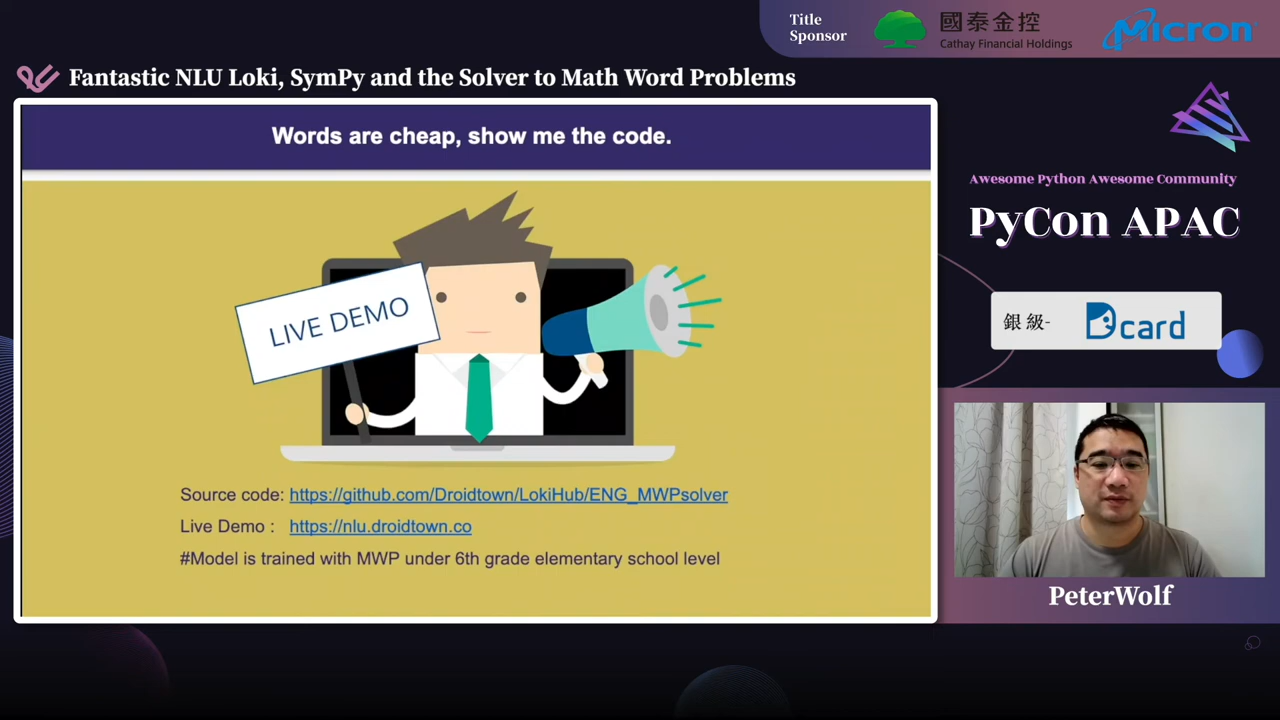 Title
Sponsor
國泰金控
Cathay Financial Holdings
Micron
Fantastic NLU Loki, SymPy and the Solver to Math Word Problems
Words are cheap, show me the code.
LIVE DEMO
Source code: https://github.com/Droidtown/LokiHub/ENG_MWPsolver
Live Demo : https://nlu.droidtown.co
#Model is trained with MWP under 6th grade elementary school level
Awesome Python Awesome Community
PyCon APAC
銀級- Dcard
PeterWolf